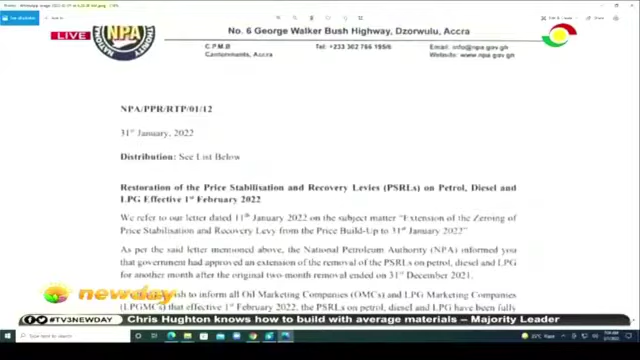 LIVE
NPA
No. 6 George Walker Bush Highway, Dzorwulu, Accra
C P M B
Cantonments, Accra
Tel: +233 302 766 195/6
Email: info@npa.gov.gh
Website: www.npa.gov.gh
NPA/PPR/RTP/01/12
31st January, 2022
Distribution: See List Below
Restoration of the Price Stabilisation and Recovery Levies (PSRLs) on Petrol, Diesel and
LPG Effective 1st February 2022
We refer to our letter dated 11th January 2022 on the subject matter "Extension of the Zeroing of
Price Stabilisation and Recovery Levy from the Price Build-Up to 31st January 2022"
As per the said letter mentioned above, the National Petroleum Authority (NPA) informed you
that government had approved an extension of the removal of the PSRLs on petrol, diesel and LPG
for another month after the original two-month removal ended on 31st December 2021.
sh to inform all Oil Marketing Companies (OMCs) and LPG Marketing Companies
(LPGMCs) that effective 1st February 2022, the PSRLs on petrol, diesel and LPG have been fully
newday
#TV3NEWDAY
Chris Hughton knows how to build with average materials – Majority Leader
Type here to search